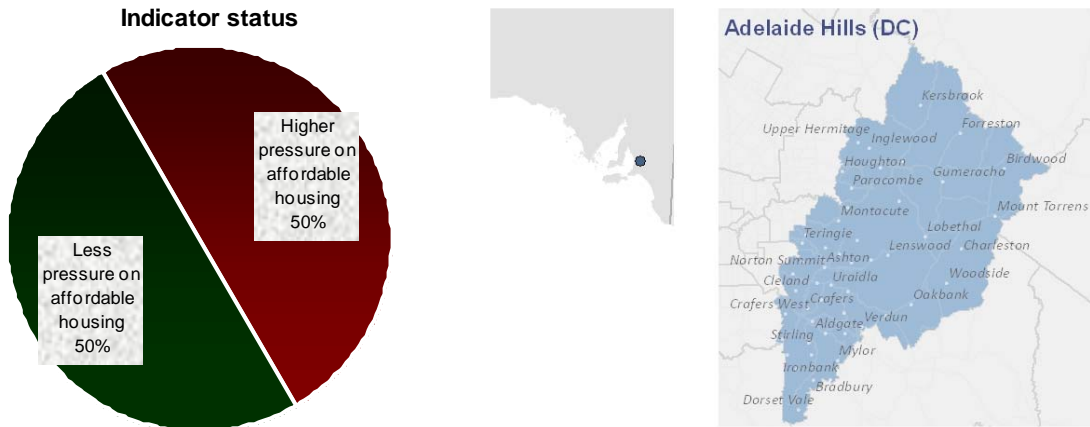 Indicator status
Higher
pressure on
affordable
housing
50%
Less
pressure on
affordable
housing
50%
Adelaide Hills (DC)
Kersbrook
Upper Hermitage
Forreston
Inglewood
Houghton
Birdwood
Gumeracha
Paracombe
Mount Torrens
Montacute
Lobethal
Teringie
Lenswood
Charleston
Norton Summit
Ashton
Cleland
Uraidla
Woodside
Crafers West
Crafers
Oakbank
Verdun
Aldgate
Stirling
Mylor
Ironbank
Bradbury
Dorset Vale